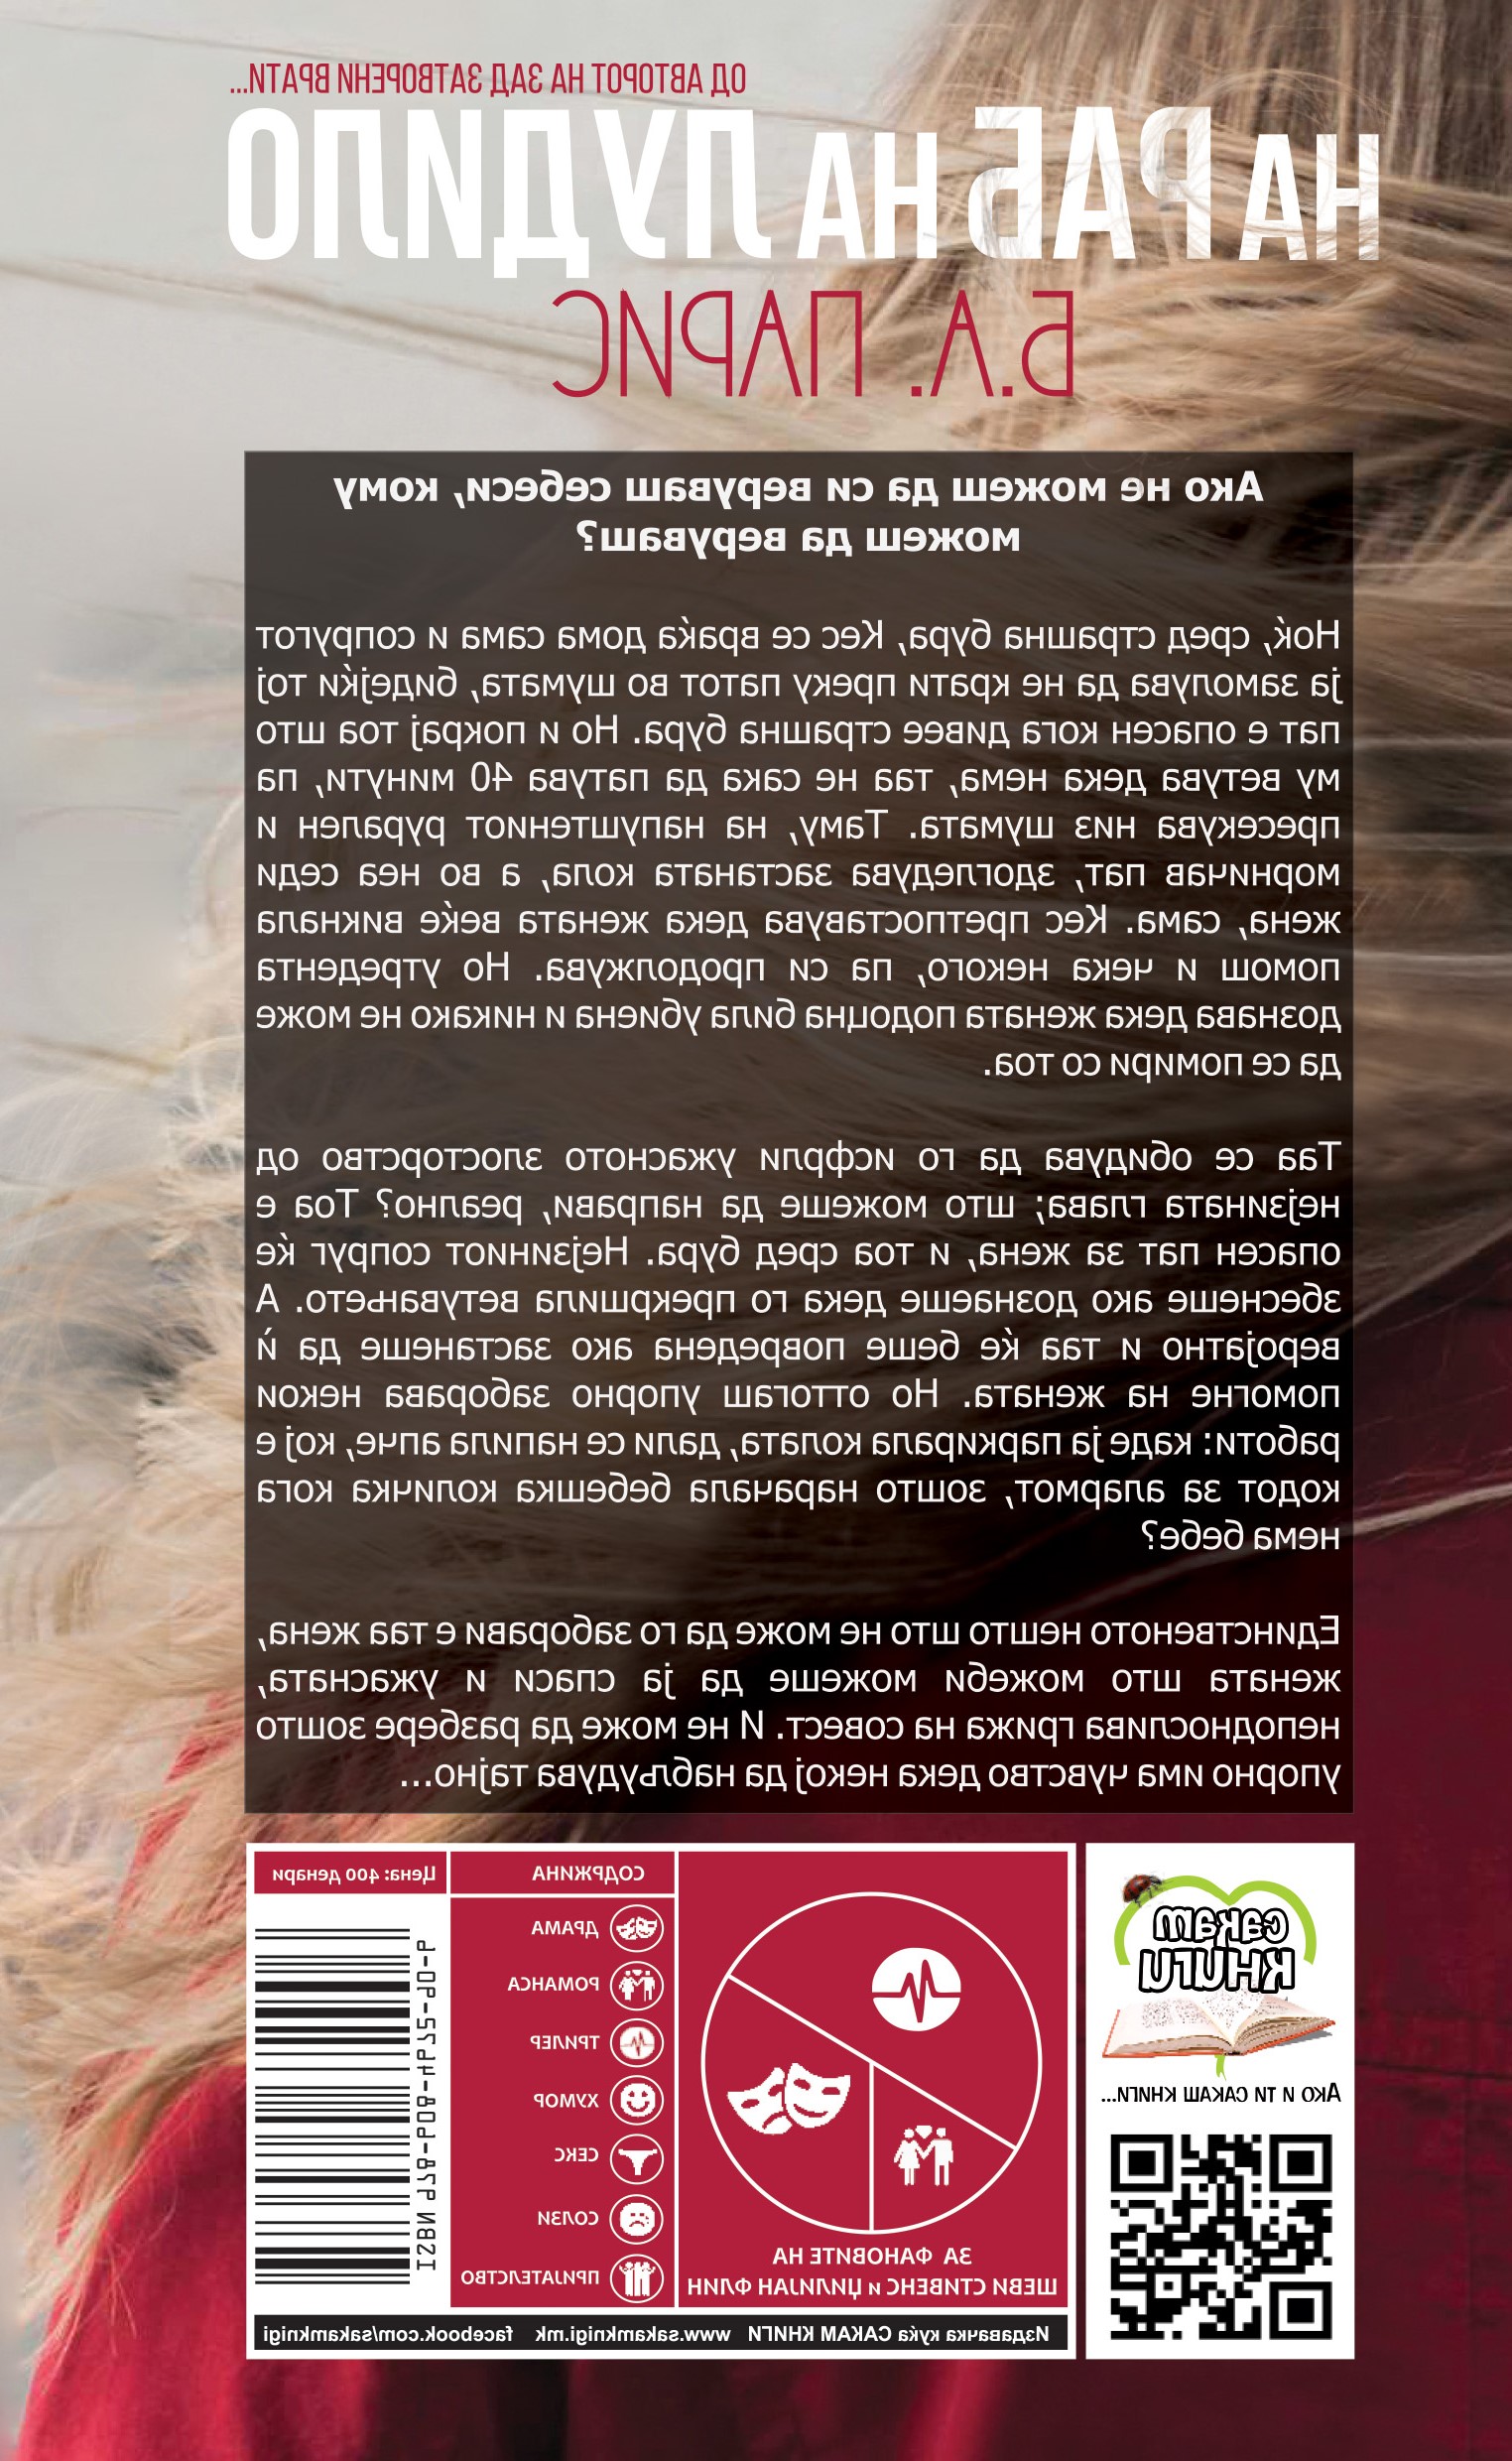 ОД АВТОРОТ НА ЗАД ЗАТВОРЕНИ ВРАТИ...
НА РАБ НА ЛУДИЛО
Б.А. ПАРИС
Ако не можеш да си веруваш себеси, кому
можеш да веруваш?
Ноќ, сред страшна бура, Кес се враќа дома сама и сопругот
ја замолува да не крати преку патот во шумата, бидејќи тој
пат е опасен кога дивее страшна бура. Но и покрај тоа што
му ветува дека нема, таа не сака да патува 40 минути, па
пресекува низ шумата. Таму, на напуштениот рурален и
морничав пат, здогледува застаната кола, а во неа седи
жена, сама. Кес претпоставува дека жената веќе викнала
помош и чека некого, па си продолжува. Но утредента
дознава дека жената подоцна била убиена и никако не може
да се помири со тоа.
Таа се обидува да го исфрли ужасното злосторство од
нејзината глава; што можеше да направи, реално? Тоа е
опасен пат за жена, и тоа сред бура. Нејзиниот сопруг ќе
збеснеше ако дознаеше дека го прекршила ветувањето. А
веројатно и таа ќе беше повредена ако застанеше да ѝ
помогне на жената. Но оттогаш упорно заборава некои
работи: каде ја паркирала колата, дали се напила апче, кој е
кодот за алармот, зошто нарачала бебешка количка кога
нема бебе?
Единственото нешто што не може да го заборави е таа жена,
жената што можеби можеше да ја спаси и ужасната,
неподнослива грижа на совест. И не може да разбере зошто
упорно има чувство дека некој да набљудува тајно...
сакам
книги
Ако и ти сакаш книги...
ЗА ФАНОВИТЕ НА
ШЕВИ СТИВЕНС и ЏИЛИЈАН ФЛИН
СОДРЖИНА
ДРАМА
РОМАНСА
ТРИЛЕР
ХУМОР
СЕКС
СОЛЗИ
ПРИЈАТЕЛСТВО
Цена: 400 денари
ISBN 978-608-4275-90-9
Издавачка куќа САКАМ КНИГИ www.sakamknigi.mk facebook.com/sakamknigi